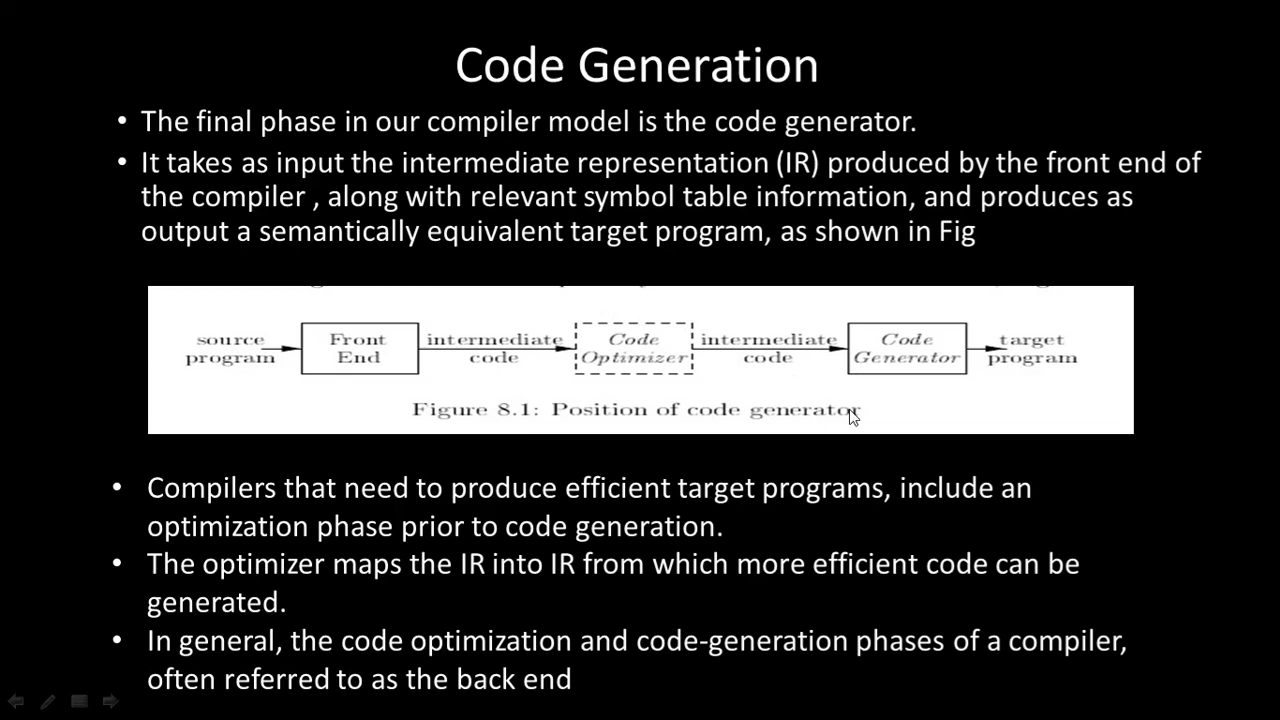 Code Generation
• The final phase in our compiler model is the code generator.
• It takes as input the intermediate representation (IR) produced by the front end of
the compiler , along with relevant symbol table information, and produces as
output a semantically equivalent target program, as shown in Fig
source program
Front End
intermediate code
Code Optimizer
intermediate code
Code Generator
target program
Figure 8.1: Position of code generator
• Compilers that need to produce efficient target programs, include an
optimization phase prior to code generation.
• The optimizer maps the IR into IR from which more efficient code can be
generated.
• In general, the code optimization and code-generation phases of a compiler,
often referred to as the back end